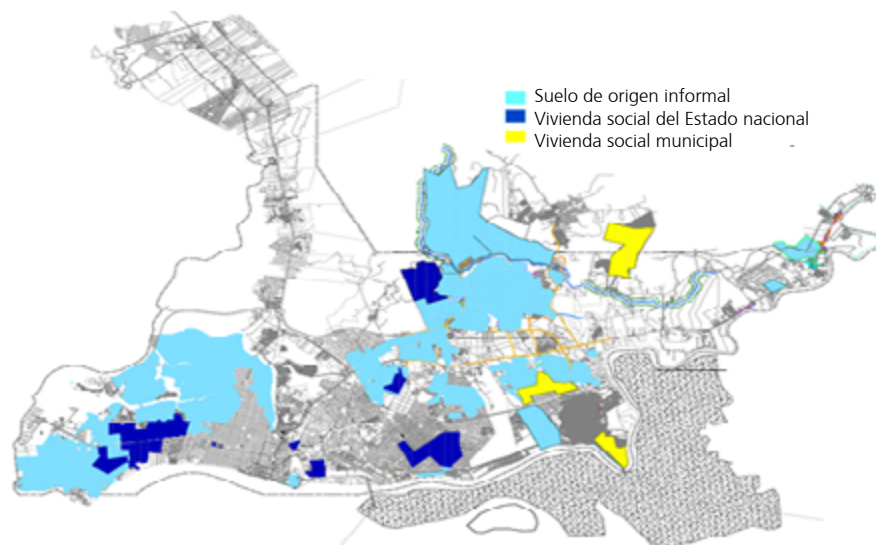 Suelo de origen informal
Vivienda social del Estado nacional
Vivienda social municipal